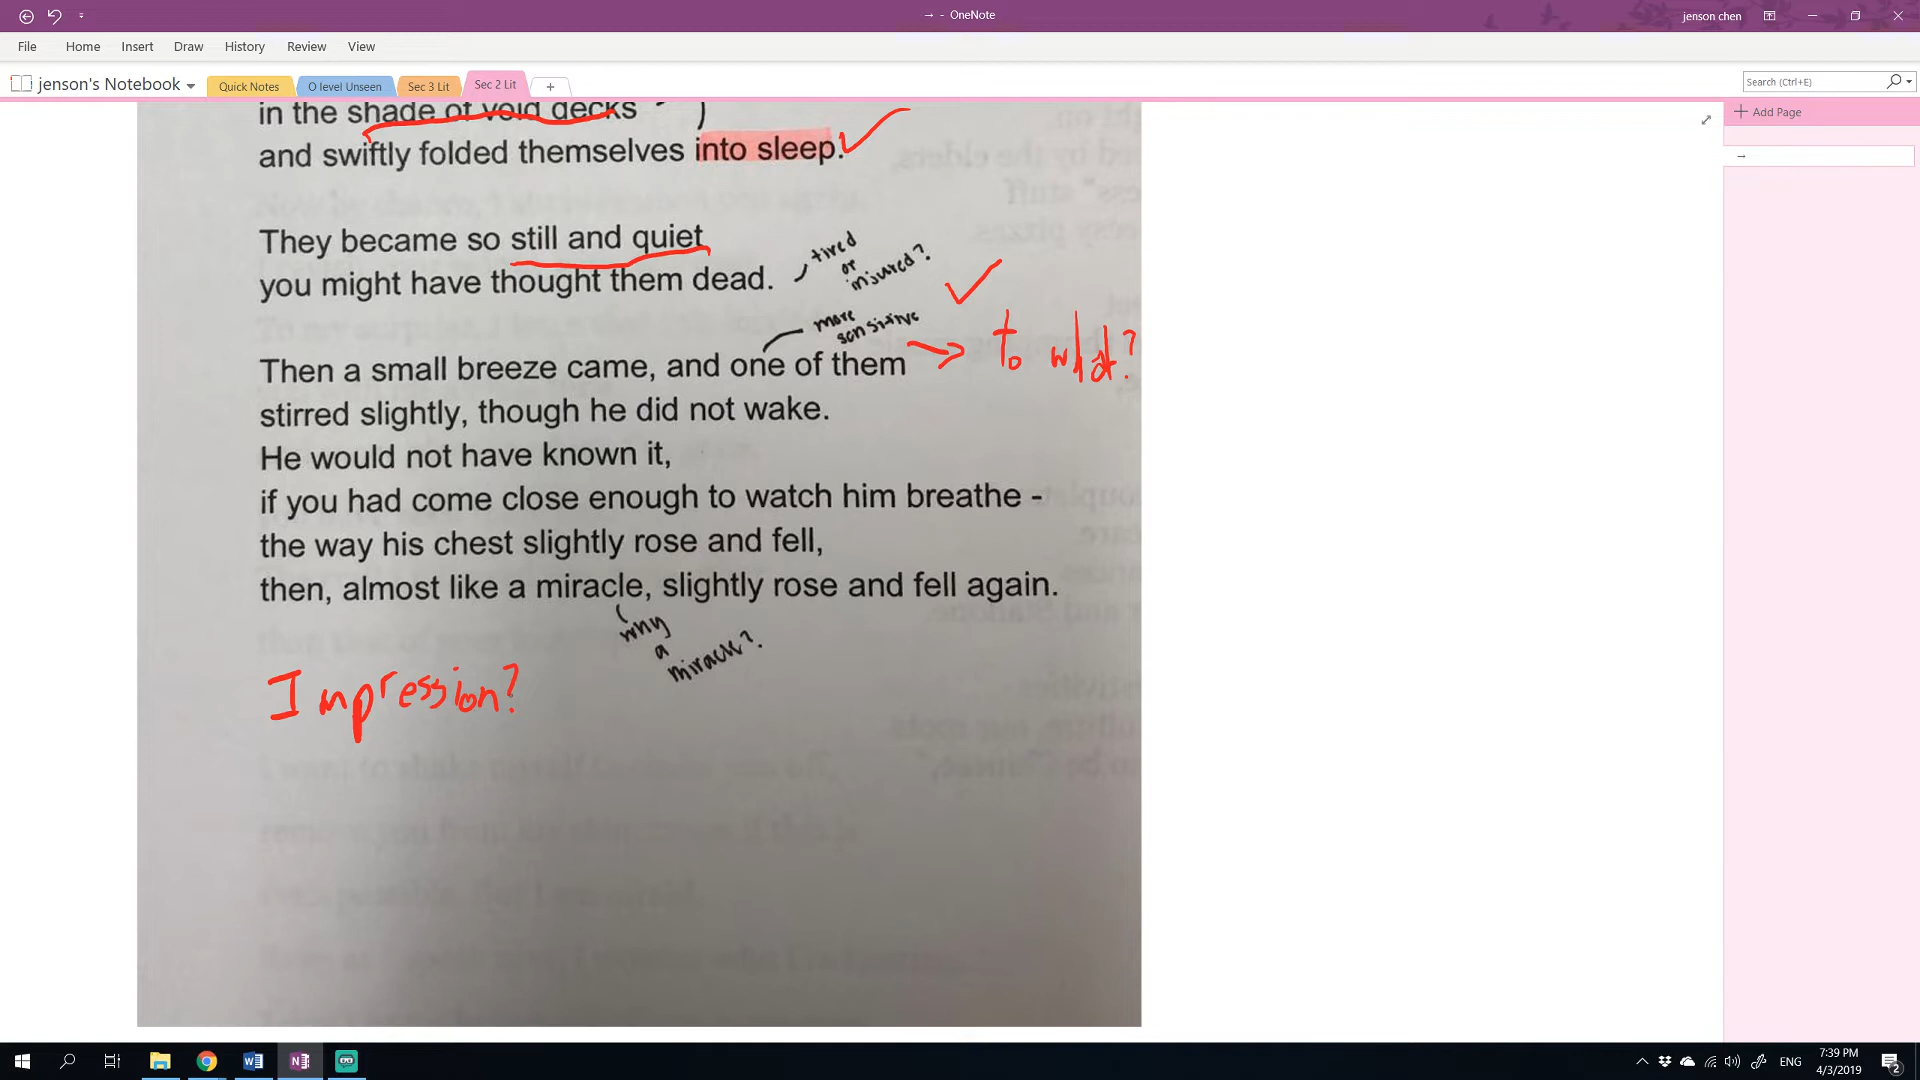 → - OneNote
jenson chen
File Home Insert Draw History Review View
jenson's Notebook
Quick Notes
O level Unseen
Sec 3 Lit
Sec 2 Lit
Search (Ctrl+E)
Add Page
→
in the shade of void decks
and swiftly folded themselves into sleep.
They became so still and quiet
you might have thought them dead.
tired
or
injured?
more
sensitive
to what?
Then a small breeze came, and one of them
stirred slightly, though he did not wake.
He would not have known it,
if you had come close enough to watch him breathe -
the way his chest slightly rose and fell,
then, almost like a miracle, slightly rose and fell again.
why
a
miracle?
Impression?
ENG
7:39 PM
4/3/2019
2